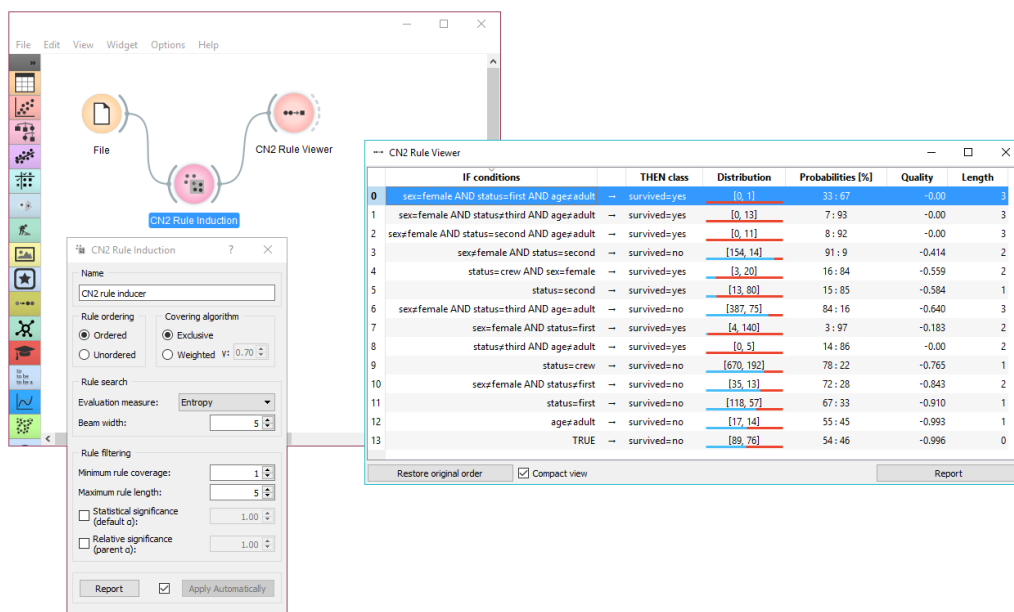 File Edit View Widget Options Help
»
File
CN2 Rule Viewer
CN2 Rule Induction
CN2 Rule Induction ? 
Name
CN2 rule inducer
Rule ordering Covering algorithm
Ordered Exclusive
Unordered Weighted γ: 0.70
Rule search
Evaluation measure: Entropy
Beam width: 5
Rule filtering
Minimum rule coverage: 1
Maximum rule length: 5
Statistical significance
(default α): 1.00
Relative significance
(parent α): 1.00
Report Apply Automatically
CN2 Rule Viewer
IF conditions THEN class Distribution Probabilities [%] Quality Length
0 sex=female AND status=first AND age≠adult → survived=yes [0, 1] 33 : 67 -0.00 3
1 sex=female AND status≠third AND age≠adult → survived=yes [0, 13] 7 : 93 -0.00 3
2 sex≠female AND status=second AND age≠adult → survived=yes [0, 11] 8 : 92 -0.00 3
3 sex≠female AND status=second → survived=no [154, 14] 91 : 9 -0.414 2
4 status=crew AND sex=female → survived=yes [3, 20] 16 : 84 -0.559 2
5 status=second → survived=yes [13, 80] 15 : 85 -0.584 1
6 sex≠female AND status=third AND age=adult → survived=no [387, 75] 84 : 16 -0.640 3
7 sex=female AND status=first → survived=yes [4, 140] 3 : 97 -0.183 2
8 status≠third AND age≠adult → survived=yes [0, 5] 14 : 86 -0.00 2
9 status=crew → survived=no [670, 192] 78 : 22 -0.765 1
10 sex≠female AND status≠first → survived=no [35, 13] 72 : 28 -0.843 2
11 status=first → survived=no [118, 57] 67 : 33 -0.910 1
12 age≠adult → survived=no [17, 14] 55 : 45 -0.993 1
13 TRUE → survived=no [89, 76] 54 : 46 -0.996 0
Restore original order Compact view Report